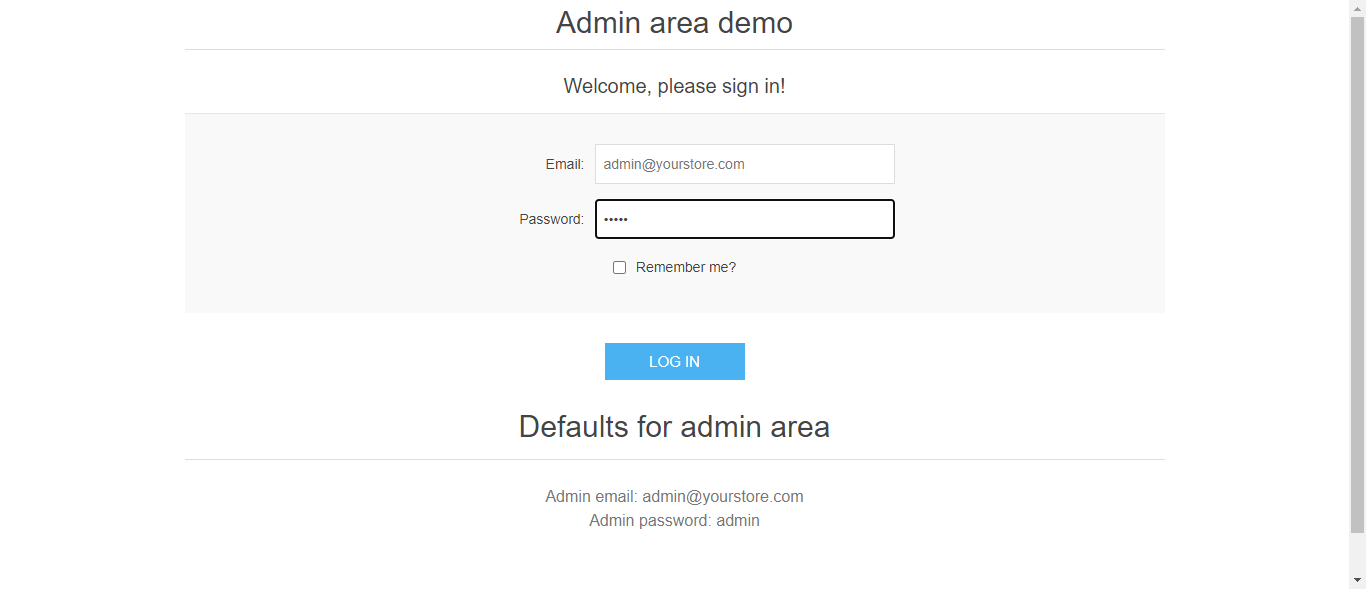 Admin area demo
Welcome, please sign in!
Email: admin@yourstore.com
Password: •••••
Remember me?
LOG IN
Defaults for admin area
Admin email: admin@yourstore.com
Admin password: admin